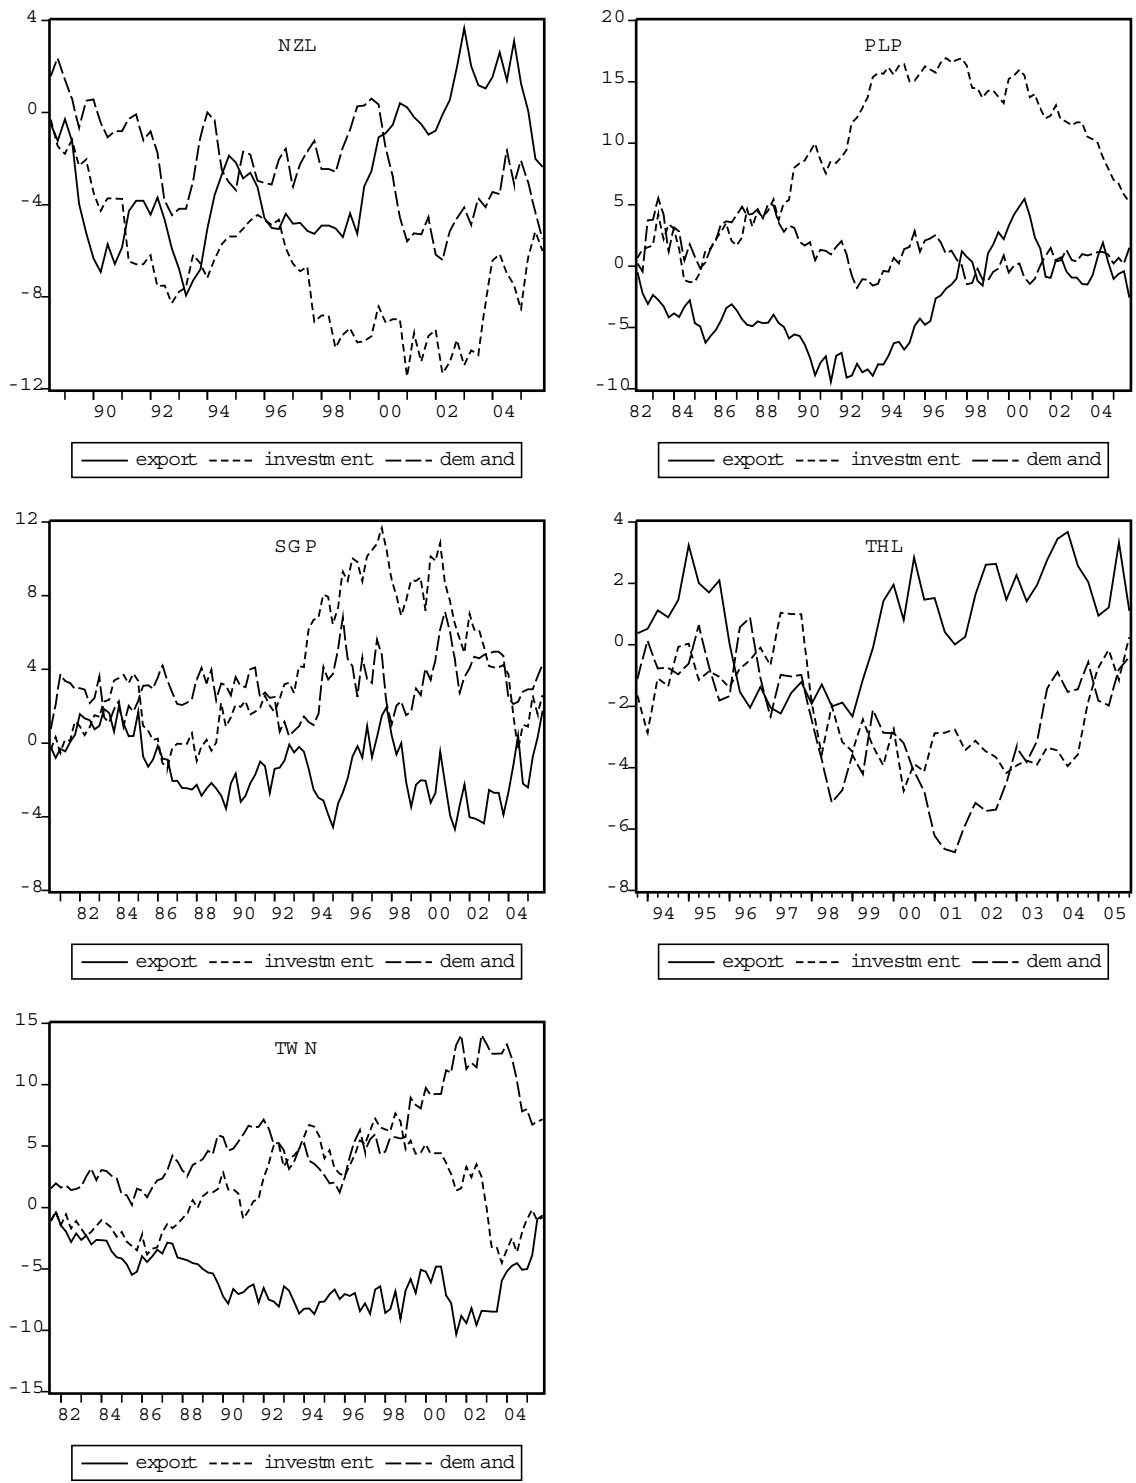 4
NZL
0
-4
-8
-12
90 92 94 96 98 00 02 04
export investment demand
20
PLP
15
10
5
0
-5
-10
82 84 86 88 90 92 94 96 98 00 02 04
export investment demand
12
SGP
8
4
0
-4
-8
82 84 86 88 90 92 94 96 98 00 02 04
export investment demand
4
THL
2
0
-2
-4
-6
-8
94 95 96 97 98 99 00 01 02 03 04 05
export investment demand
15
TWN
10
5
0
-5
-10
-15
82 84 86 88 90 92 94 96 98 00 02 04
export investment demand